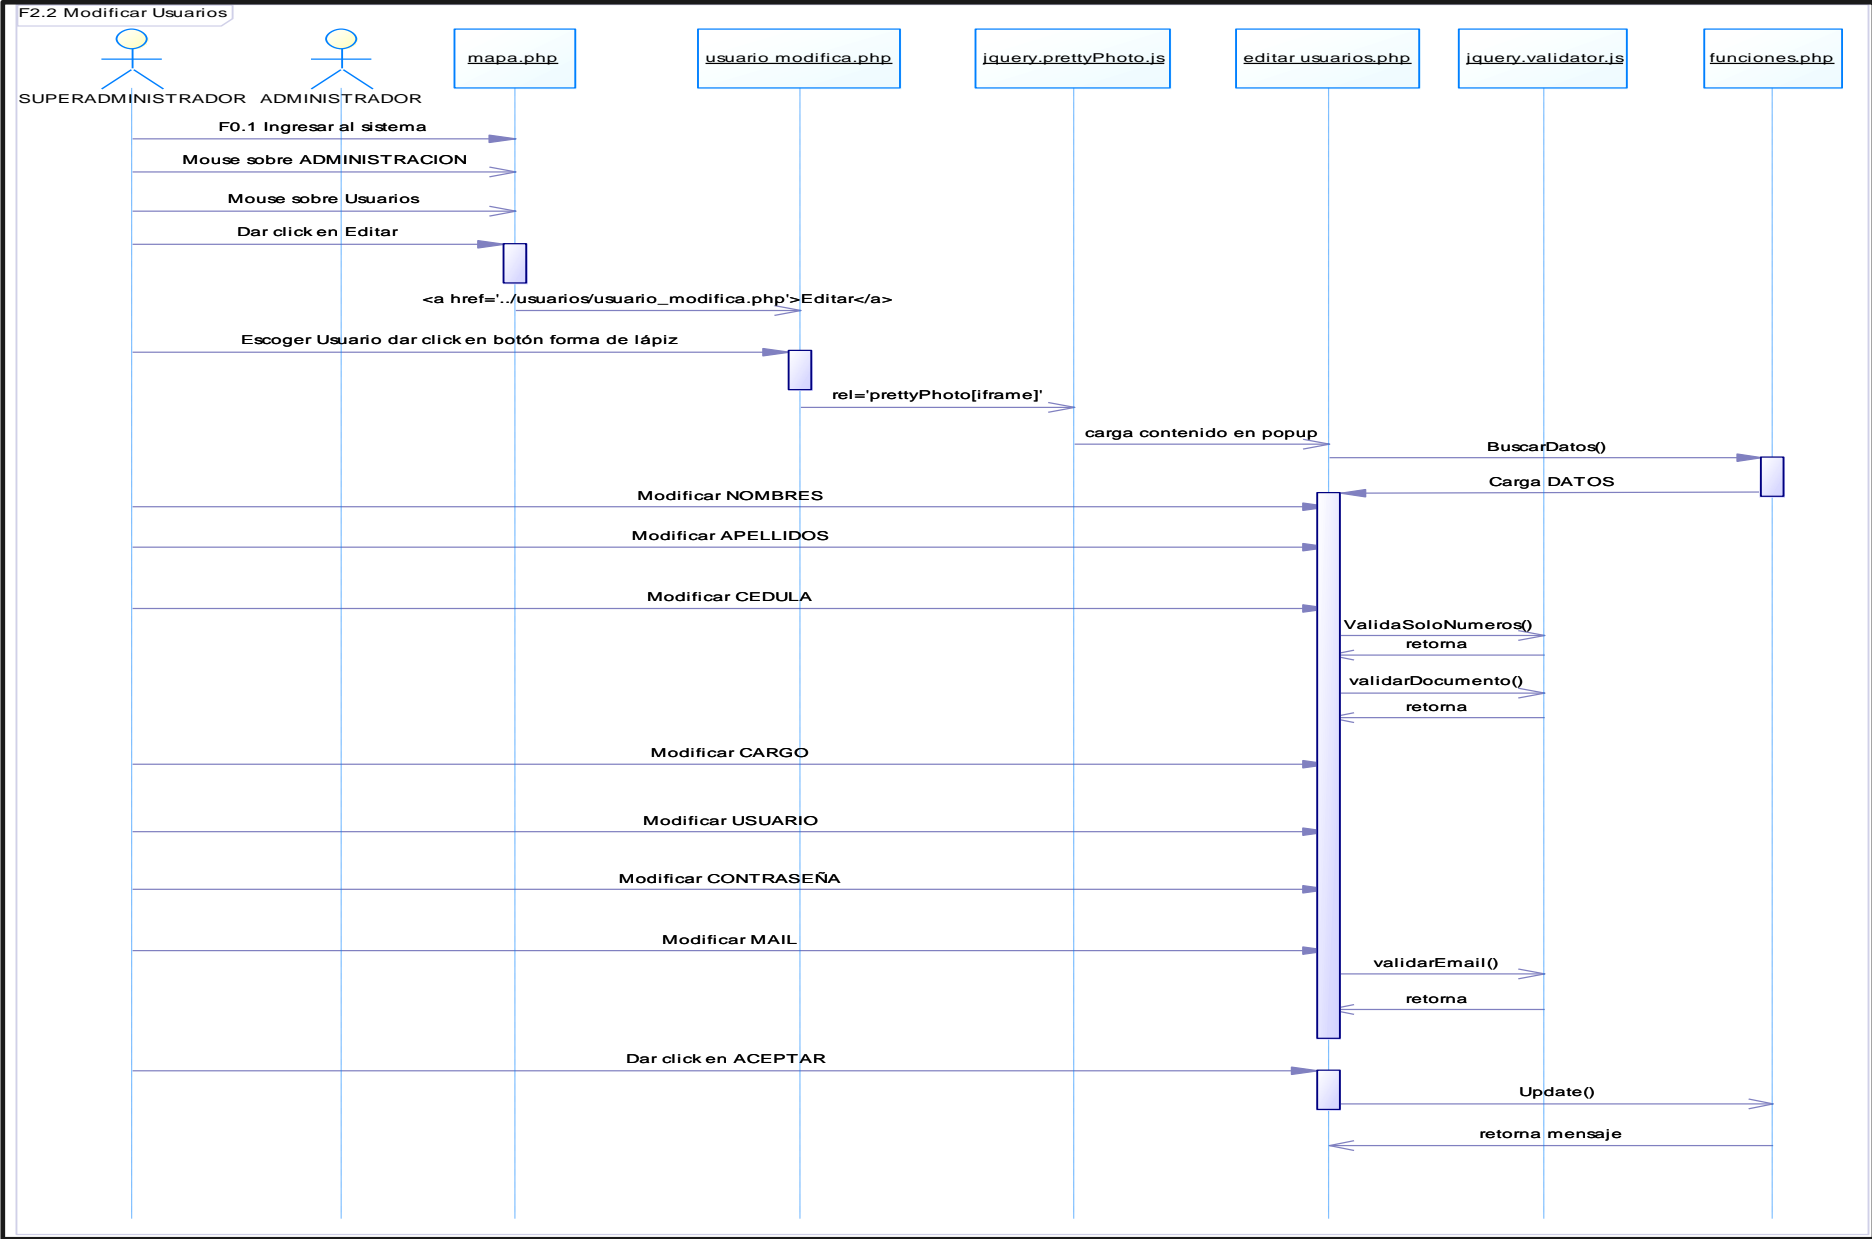 F2.2 Modificar Usuarios
SUPERADMINISTRADOR
ADMINISTRADOR
mapa.php
usuario modifica.php
jquery.prettyPhoto.js
editar usuarios.php
jquery.validator.js
funciones.php
F0.1 Ingresar al sistema
Mouse sobre ADMINISTRACION
Mouse sobre Usuarios
Dar click en Editar
<a href='../usuarios/usuario_modifica.php'>Editar</a>
Escoger Usuario dar click en botón forma de lápiz
rel='prettyPhoto[iframe]'
carga contenido en popup
BuscarDatos()
Carga DATOS
Modificar NOMBRES
Modificar APELLIDOS
Modificar CEDULA
ValidaSoloNumeros()
retorna
validarDocumento()
retorna
Modificar CARGO
Modificar USUARIO
Modificar CONTRASEÑA
Modificar MAIL
validarEmail()
retorna
Dar click en ACEPTAR
Update()
retorna mensaje